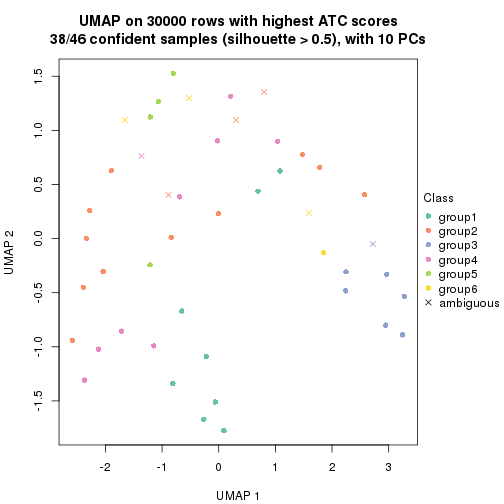 UMAP on 30000 rows with highest ATC scores
38/46 confident samples (silhouette > 0.5), with 10 PCs
1.5
1.0
0.5
0.0
-0.5
-1.0
-1.5
UMAP 2
-2
-1
0
1
2
3
UMAP 1
Class
group1
group2
group3
group4
group5
group6
ambiguous